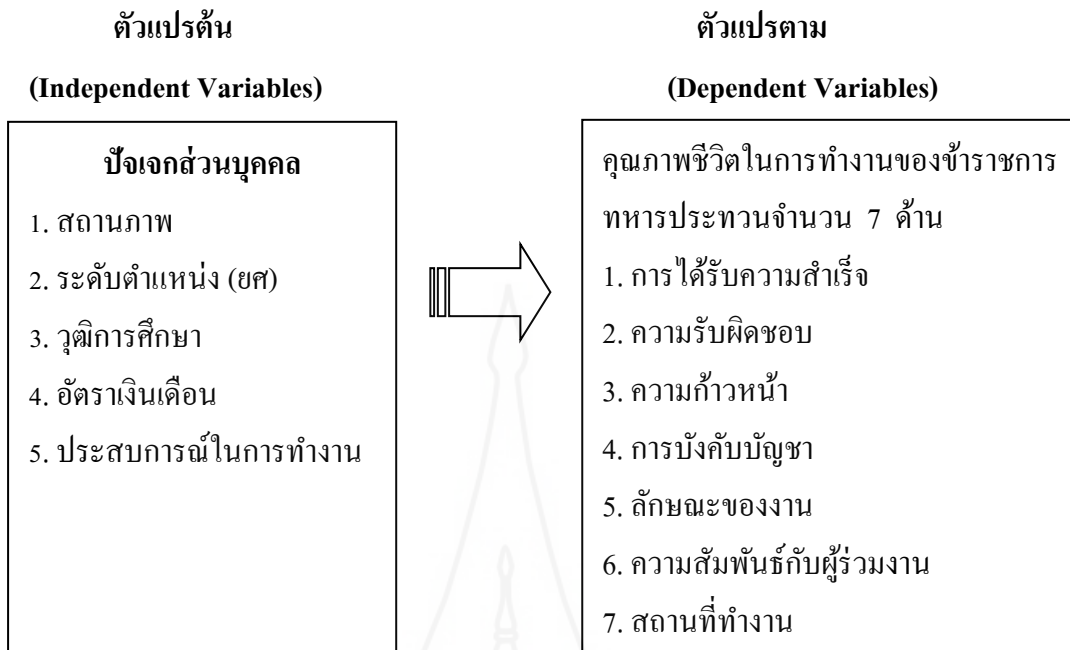 ตัวแปรต้น
(Independent Variables)
ปัจเจกส่วนบุคคล
1. สถานภาพ
2. ระดับตำแหน่ง (ยศ)
3. วุฒิการศึกษา
4. อัตราเงินเดือน
5. ประสบการณ์ในการทำงาน
ตัวแปรตาม
(Dependent Variables)
คุณภาพชีวิตในการทำงานของข้าราชการ
ทหารประทวนจำนวน 7 ด้าน
1. การได้รับความสำเร็จ
2. ความรับผิดชอบ
3. ความก้าวหน้า
4. การบังคับบัญชา
5. ลักษณะของงาน
6. ความสัมพันธ์กับผู้ร่วมงาน
7. สถานที่ทำงาน